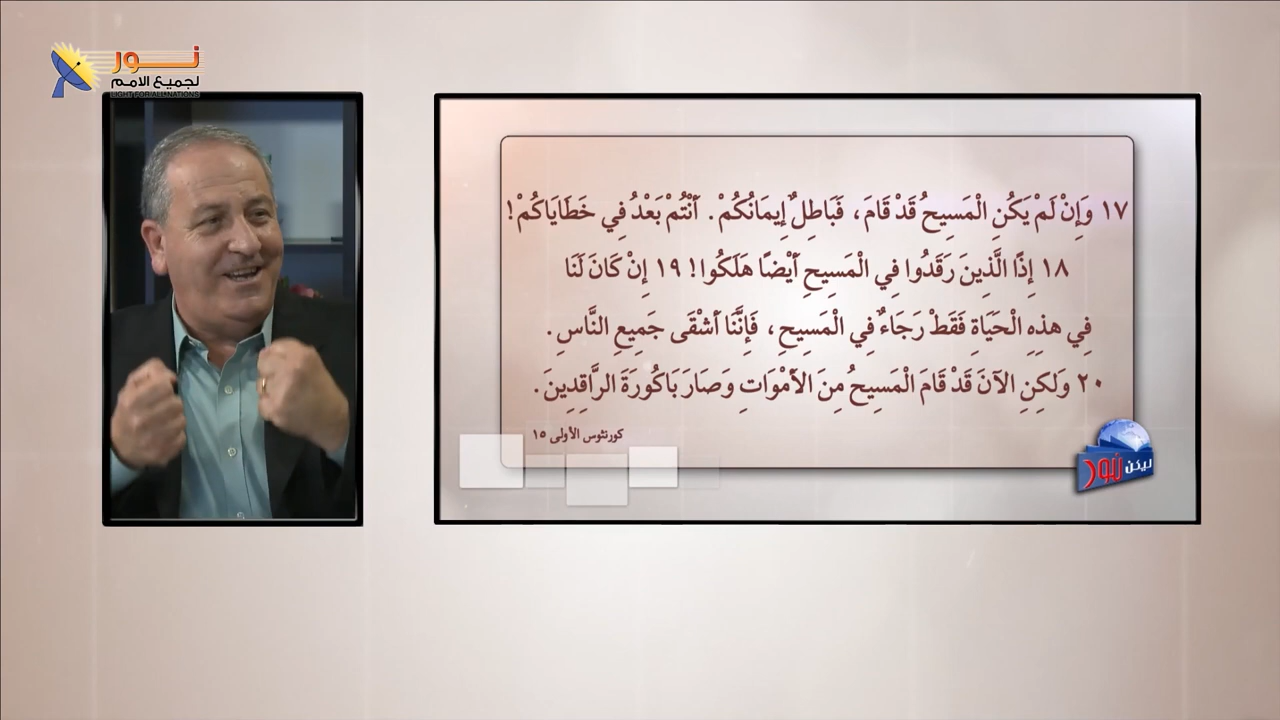 نور
لجميع الامم
LIGHT FOR ALL NATIONS
١٧ وَإِنْ لَمْ يَكُنِ الْمَسِيحُ قَدْ قَامَ، فَبَاطِلٌ إِيمَانُكُمْ. أَنْتُمْ بَعْدُ فِي خَطَايَاكُمْ!
١٨ إِذًا الَّذِينَ رَقَدُوا فِي الْمَسِيحِ أَيْضًا هَلَكُوا! ١٩ إِنْ كَانَ لَنَا
فِي هذِهِ الْحَيَاةِ فَقَطْ رَجَاءٌ فِي الْمَسِيحِ، فَإِنَّنَا أَشْقَى جَمِيعِ النَّاسِ.
٢٠ وَلكِنِ الآنَ قَدْ قَامَ الْمَسِيحُ مِنَ الأَمْوَاتِ وَصَارَ بَاكُورَةَ الرَّاقِدِينَ.
كورنثوس الأولى ١٥
ليكن نور